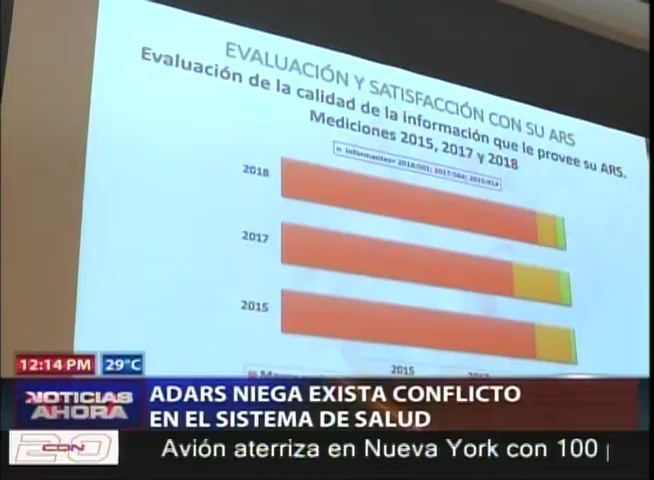 EVALUACIÓN Y SATISFACCIÓN CON SU ARS
Evaluación de la calidad de la información que le provee su ARS.
Mediciones 2015, 2017 y 2018
2018
2017
2015
2015
12:14 PM 29°C
NOTICIAS
AHORA
ADARS NIEGA EXISTA CONFLICTO
EN EL SISTEMA DE SALUD
CDN
Avión aterriza en Nueva York con 100